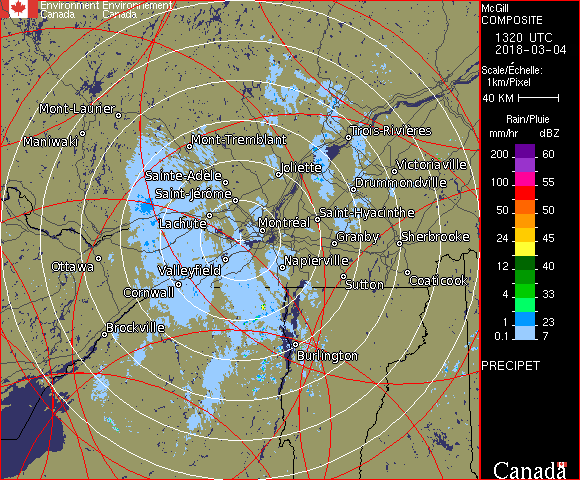 Environment Environnement
Canada Canada
McGill
COMPOSITE
1320 UTC
2018-03-04
Scale/Échelle:
1km/Pixel
40 KM
Rain/Pluie
mm/hr dBZ
200 60
100 55
50 50
24 45
12 40
4 33
1 23
0.1 7
PRECIPET
Canada
Mont-Laurier
Maniwaki
Mont-Tremblant
Trois-Rivières
Joliette
Victoriaville
Sainte-Adèle
Drummondville
Saint-Jérôme
Lachute
Montréal
Saint-Hyacinthe
Granby
Sherbrooke
Ottawa
Valleyfield
Napierville
Cornwall
Sutton
Coaticook
Brockville
Burlington